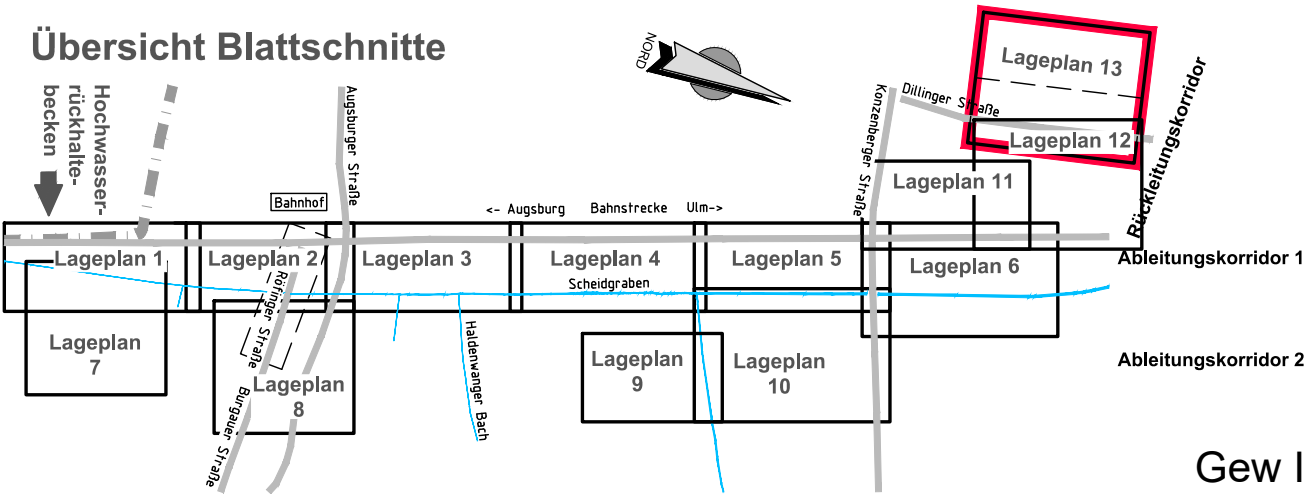 Übersicht Blattschnitte
Hochwasser-
rückhalte-
becken
Augsburger Straße
NORD
Konzenberger Straße
Dillinger Straße
Lageplan 13
Lageplan 12
Rückleitungskorridor
Lageplan 11
Bahnhof
<- Augsburg Bahnstrecke Ulm->
Lageplan 1
Lageplan 2
Lageplan 3
Lageplan 4
Lageplan 5
Lageplan 6
Ableitungskorridor 1
Scheidgraben
Röfinger Straße
Haldenwanger Bach
Lageplan
7
Lageplan
8
Lageplan
9
Lageplan
10
Ableitungskorridor 2
Burgauer Straße
Gew I